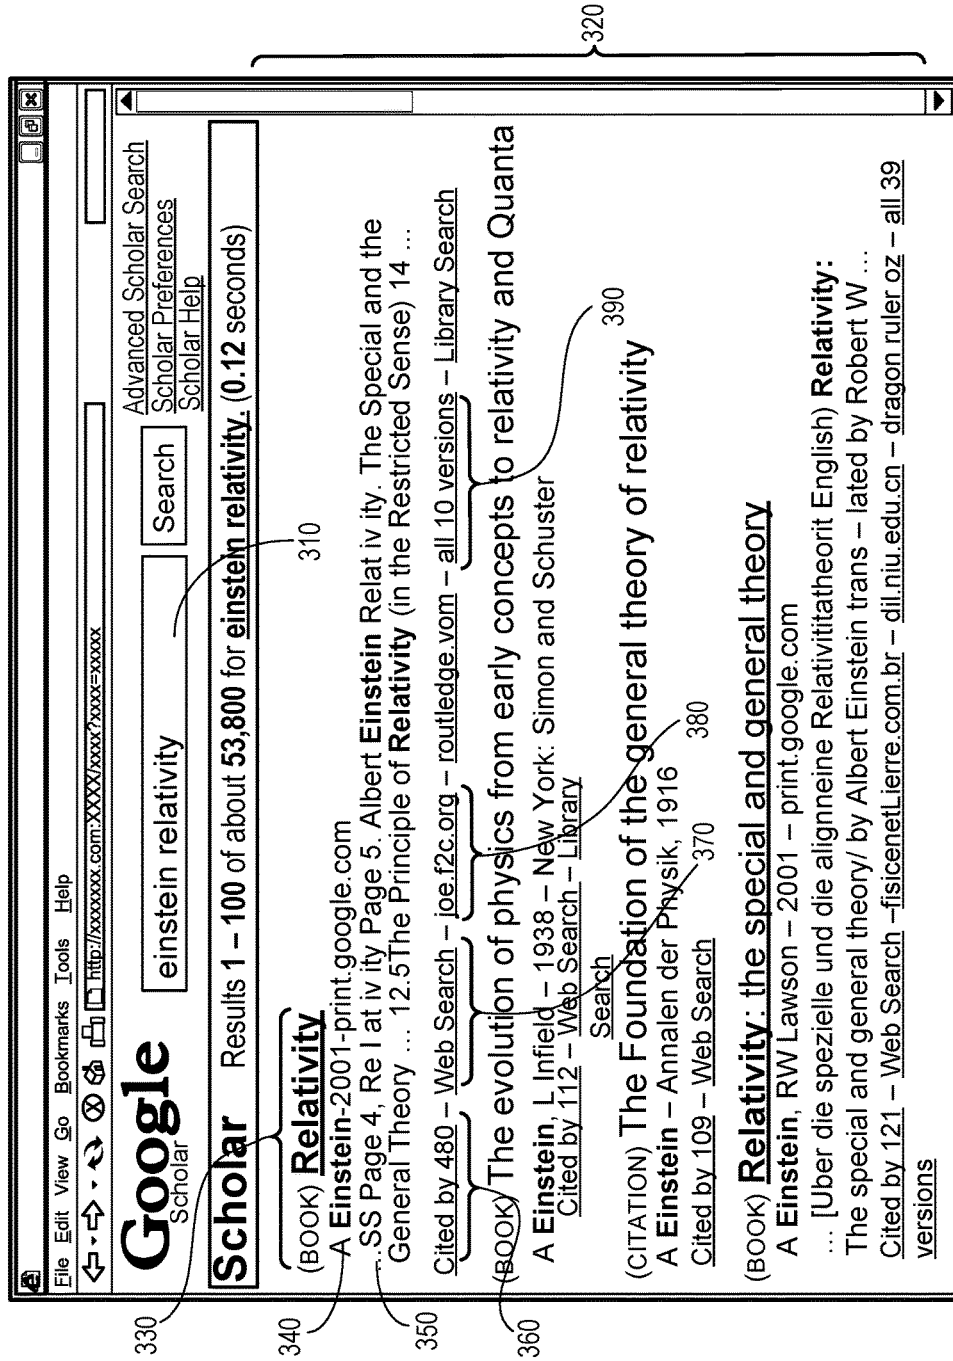 File Edit View Go Bookmarks Tools Help
http://xxxxxxx.com:XXXX/xxxx?xxxx=xxxxx
Google
Scholar
einstein relativity
Search
Advanced Scholar Search
Scholar Preferences
Scholar Help
Scholar Results 1 – 100 of about 53,800 for einstein relativity. (0.12 seconds)
(BOOK) Relativity
A Einstein-2001-print.google.com
...SS Page 4, Re l at iv ity Page 5. Albert Einstein Relat iv ity. The Special and the
General Theory ... 12.5The Principle of Relativity (in the Restricted Sense) 14 ...
Cited by 480 – Web Search – joe.f2c.org – routledge.vom – all 10 versions – Library Search
(BOOK) The evolution of physics from early concepts to relativity and Quanta
A Einstein, L Infield – 1938 – New York: Simon and Schuster
Cited by 112 – Web Search – Library
Search
(CITATION) The Foundation of the general theory of relativity
A Einstein – Annalen der Physik, 1916
Cited by 109 – Web Search
(BOOK) Relativity: the special and general theory
A Einstein, RW Lawson – 2001 – print.google.com
... [Uber die spezielle und die aligneine Relativititatheorit English) Relativity:
The special and general theory/ by Albert Einstein trans – lated by Robert W ...
Cited by 121 – Web Search –fisicenetLierre.com.br – dil.niu.edu.cn – dragon ruler oz – all 39
versions
310
320
330
340
350
360
370
380
390